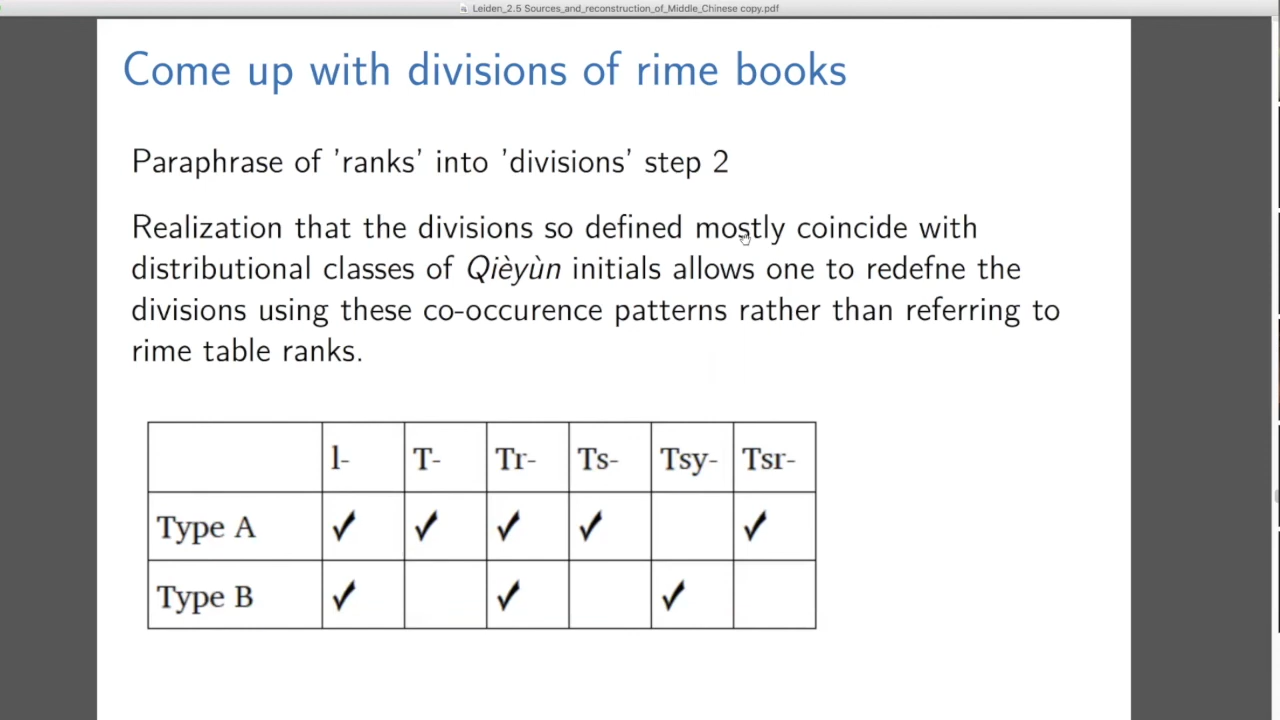 Leiden_2.5 Sources_and_reconstruction_of_Middle_Chinese copy.pdf
Come up with divisions of rime books
Paraphrase of 'ranks' into 'divisions' step 2
Realization that the divisions so defined mostly coincide with
distributional classes of Qièyùn initials allows one to redefne the
divisions using these co-occurence patterns rather than referring to
rime table ranks.
l- T- Tr- Ts- Tsy- Tsr-
Type A ✓ ✓ ✓ ✓ ✓
Type B ✓ ✓ ✓